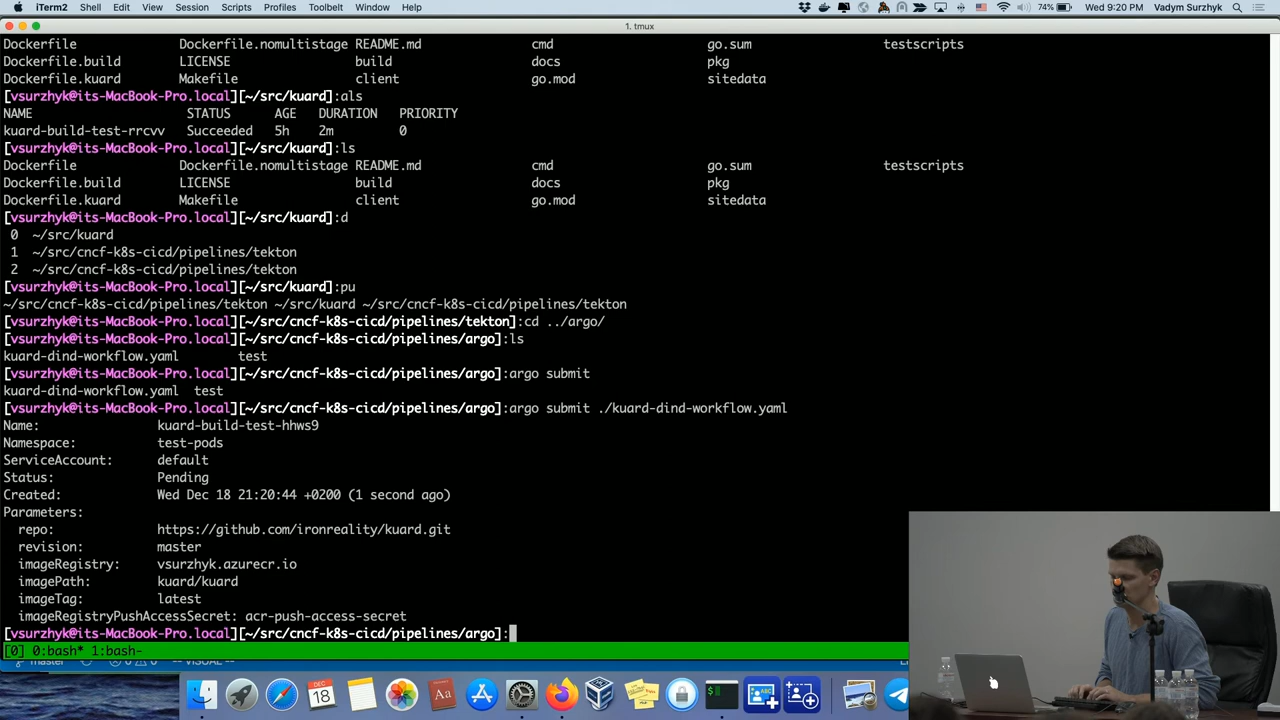 iTerm2 Shell Edit View Session Scripts Profiles Toolbelt Window Help 74% Wed 9:20 PM Vadym Surzhyk
1. tmux
Dockerfile Dockerfile.nomultistage README.md cmd go.sum testscripts
Dockerfile.build LICENSE build docs pkg
Dockerfile.kuard Makefile client go.mod sitedata
[vsurzhyk@its-MacBook-Pro.local][~/src/kuard]:als
NAME STATUS AGE DURATION PRIORITY
kuard-build-test-rrcvv Succeeded 5h 2m 0
[vsurzhyk@its-MacBook-Pro.local][~/src/kuard]:ls
Dockerfile Dockerfile.nomultistage README.md cmd go.sum testscripts
Dockerfile.build LICENSE build docs pkg
Dockerfile.kuard Makefile client go.mod sitedata
[vsurzhyk@its-MacBook-Pro.local][~/src/kuard]:d
0 ~/src/kuard
1 ~/src/cncf-k8s-cicd/pipelines/tekton
2 ~/src/cncf-k8s-cicd/pipelines/tekton
[vsurzhyk@its-MacBook-Pro.local][~/src/kuard]:pu
~/src/cncf-k8s-cicd/pipelines/tekton ~/src/kuard ~/src/cncf-k8s-cicd/pipelines/tekton
[vsurzhyk@its-MacBook-Pro.local][~/src/cncf-k8s-cicd/pipelines/tekton]:cd ../argo/
[vsurzhyk@its-MacBook-Pro.local][~/src/cncf-k8s-cicd/pipelines/argo]:ls
kuard-dind-workflow.yaml test
[vsurzhyk@its-MacBook-Pro.local][~/src/cncf-k8s-cicd/pipelines/argo]:argo submit
kuard-dind-workflow.yaml test
[vsurzhyk@its-MacBook-Pro.local][~/src/cncf-k8s-cicd/pipelines/argo]:argo submit ./kuard-dind-workflow.yaml
Name: kuard-build-test-hhws9
Namespace: test-pods
ServiceAccount: default
Status: Pending
Created: Wed Dec 18 21:20:44 +0200 (1 second ago)
Parameters:
repo: https://github.com/ironreality/kuard.git
revision: master
imageRegistry: vsurzhyk.azurecr.io
imagePath: kuard/kuard
imageTag: latest
imageRegistryPushAccessSecret: acr-push-access-secret
[vsurzhyk@its-MacBook-Pro.local][~/src/cncf-k8s-cicd/pipelines/argo]:
[0] 0:bash* 1:bash-
master 0 0 -- VISUAL --
DEC
18
Aa
$
ABC